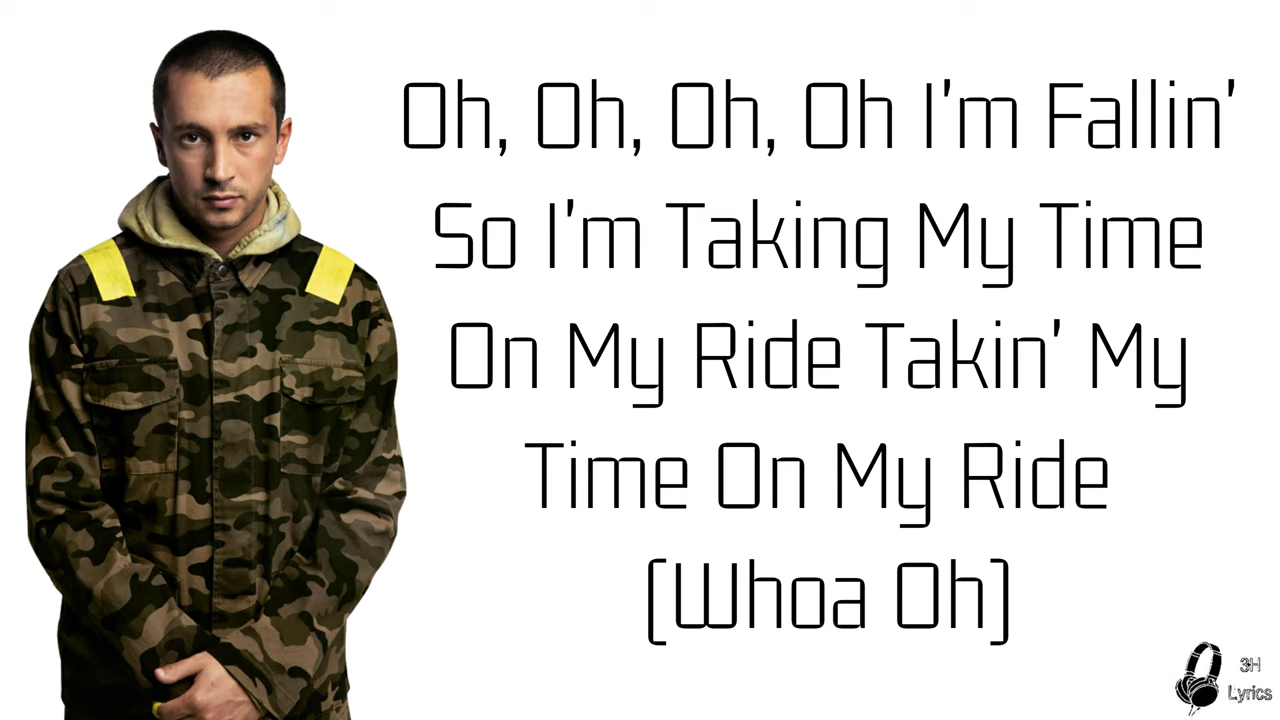 Oh, Oh, Oh, Oh I'm Fallin'
So I'm Taking My Time
On My Ride Takin' My
Time On My Ride
(Whoa Oh)
3H
Lyrics